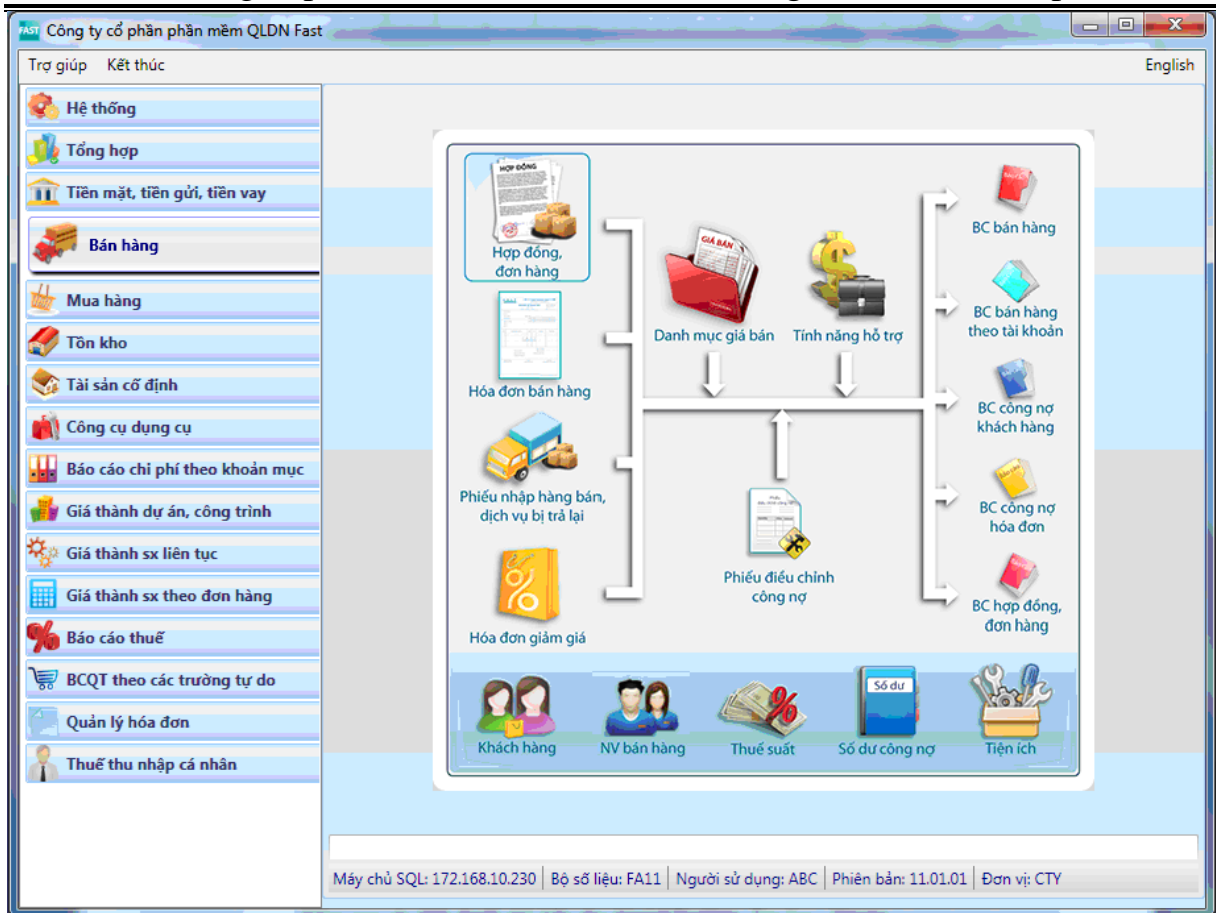 FAST Công ty cổ phần phần mềm QLDN Fast
Trợ giúp Kết thúc English
Hệ thống
Tổng hợp
Tiền mặt, tiền gửi, tiền vay
Bán hàng
Mua hàng
Tồn kho
Tài sản cố định
Công cụ dụng cụ
Báo cáo chi phí theo khoản mục
Giá thành dự án, công trình
Giá thành sx liên tục
Giá thành sx theo đơn hàng
Báo cáo thuế
BCQT theo các trường tự do
Quản lý hóa đơn
Thuế thu nhập cá nhân
HỢP ĐỒNG
Hợp đồng,
đơn hàng
Hóa đơn bán hàng
Phiếu nhập hàng bán,
dịch vụ bị trả lại
Hóa đơn giảm giá
GIÁ BÁN
Danh mục giá bán
Tính năng hỗ trợ
Phiếu điều chỉnh
công nợ
BC bán hàng
BC bán hàng
theo tài khoản
BC công nợ
khách hàng
BC công nợ
hóa đơn
BC hợp đồng,
đơn hàng
Khách hàng
NV bán hàng
Thuế suất
Số dư
Số dư công nợ
Tiện ích
Máy chủ SQL: 172.168.10.230 Bộ số liệu: FA11 Người sử dụng: ABC Phiên bản: 11.01.01 Đơn vị: CTY